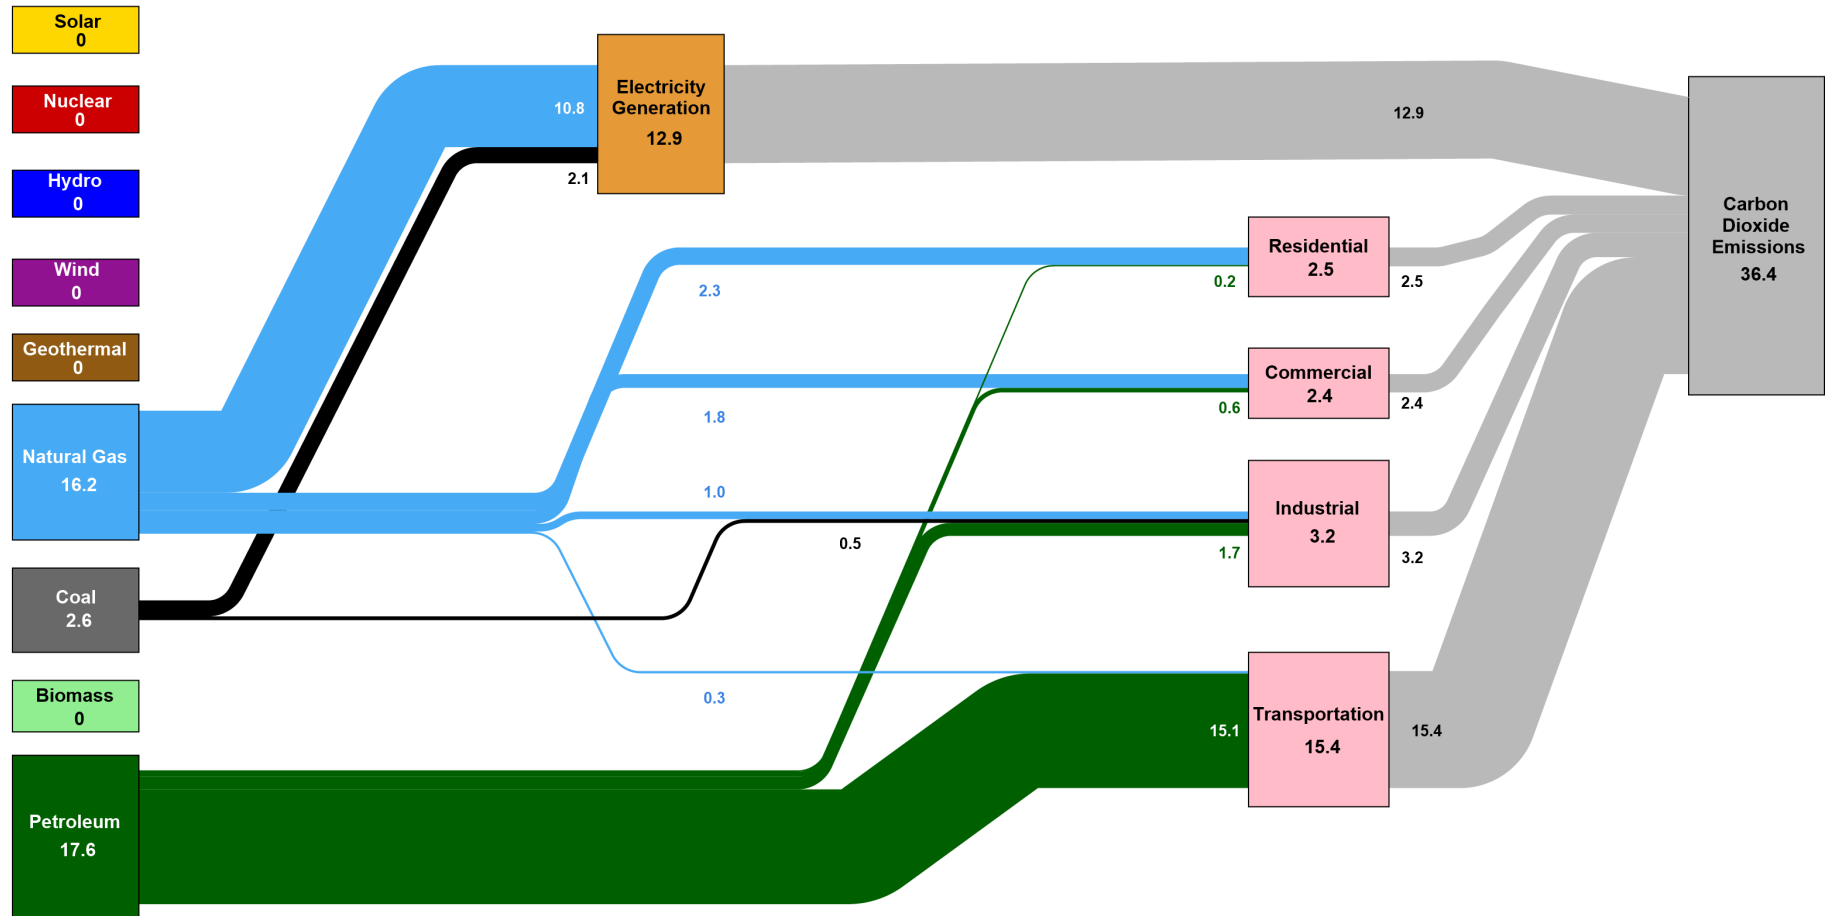 Solar
0
Nuclear
0
Hydro
0
Wind
0
Geothermal
0
Natural Gas
16.2
Coal
2.6
Biomass
0
Petroleum
17.6
10.8
2.1
Electricity
Generation
12.9
12.9
2.3
1.8
1.0
0.5
0.3
0.2
0.6
1.7
15.1
Residential
2.5
2.5
Commercial
2.4
2.4
Industrial
3.2
3.2
Transportation
15.4
15.4
Carbon
Dioxide
Emissions
36.4